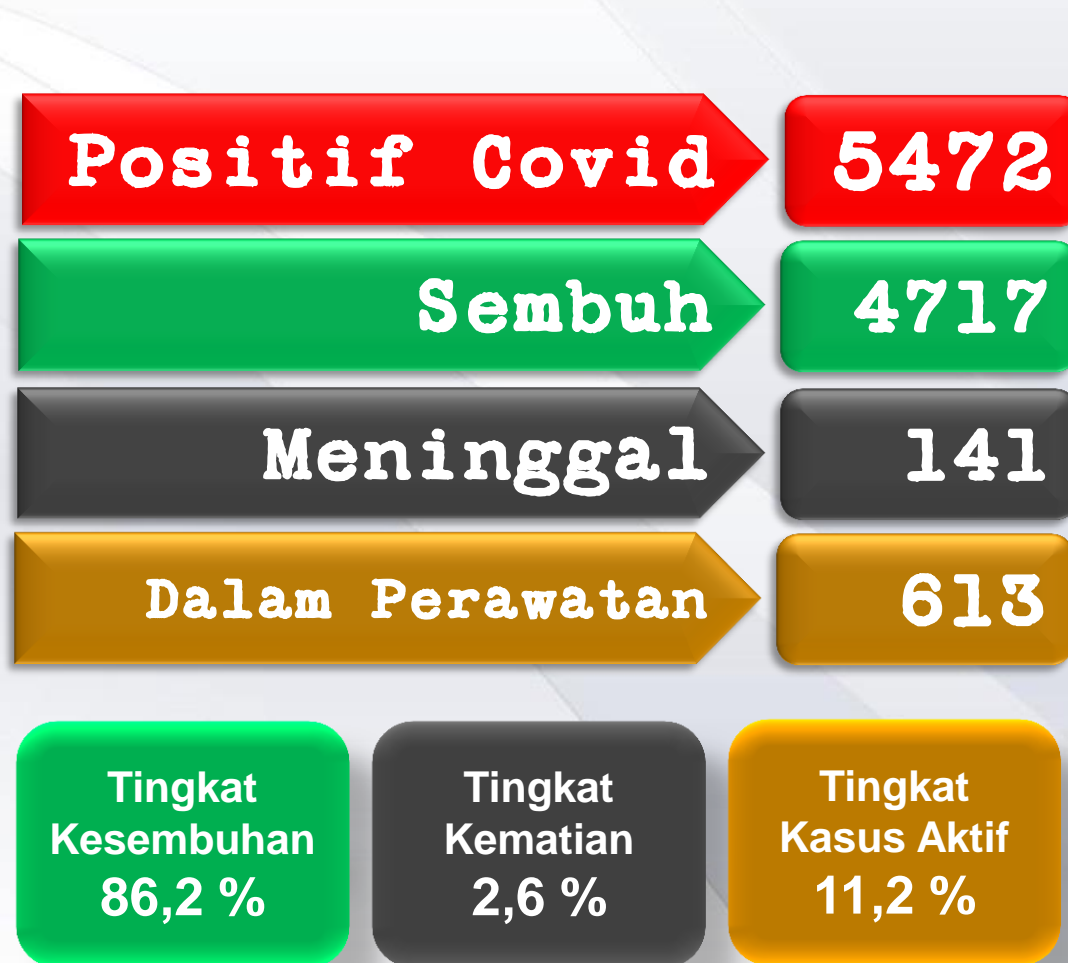 Positif Covid 5472
Sembuh 4717
Meninggal 141
Dalam Perawatan 613
Tingkat
Kesembuhan
86,2 %
Tingkat
Kematian
2,6 %
Tingkat
Kasus Aktif
11,2 %